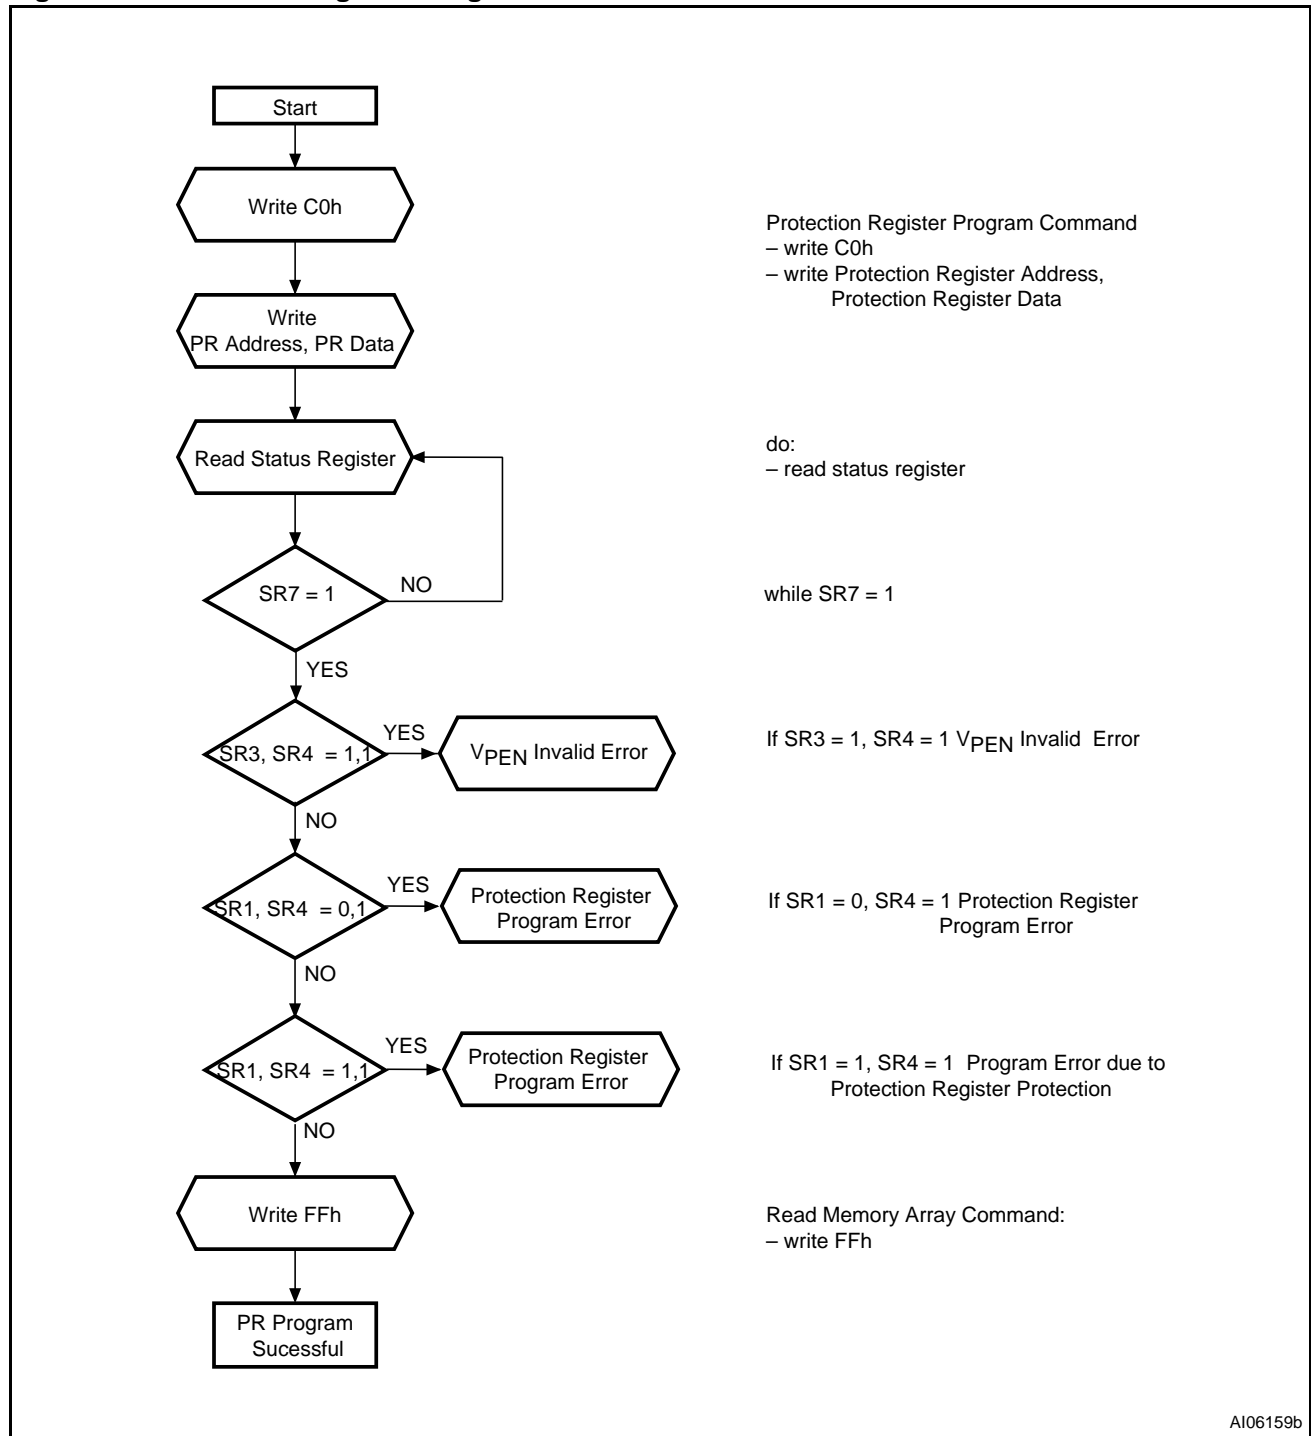 Start
Write C0h
Protection Register Program Command
– write C0h
– write Protection Register Address,
Protection Register Data
Write
PR Address, PR Data
Read Status Register
do:
– read status register
SR7 = 1
NO
while SR7 = 1
YES
SR3, SR4 = 1,1
YES
VPEN Invalid Error
If SR3 = 1, SR4 = 1 VPEN Invalid Error
NO
SR1, SR4 = 0,1
YES
Protection Register
Program Error
If SR1 = 0, SR4 = 1 Protection Register
Program Error
NO
SR1, SR4 = 1,1
YES
Protection Register
Program Error
If SR1 = 1, SR4 = 1 Program Error due to
Protection Register Protection
NO
Write FFh
Read Memory Array Command:
– write FFh
PR Program
Sucessful
AI06159b